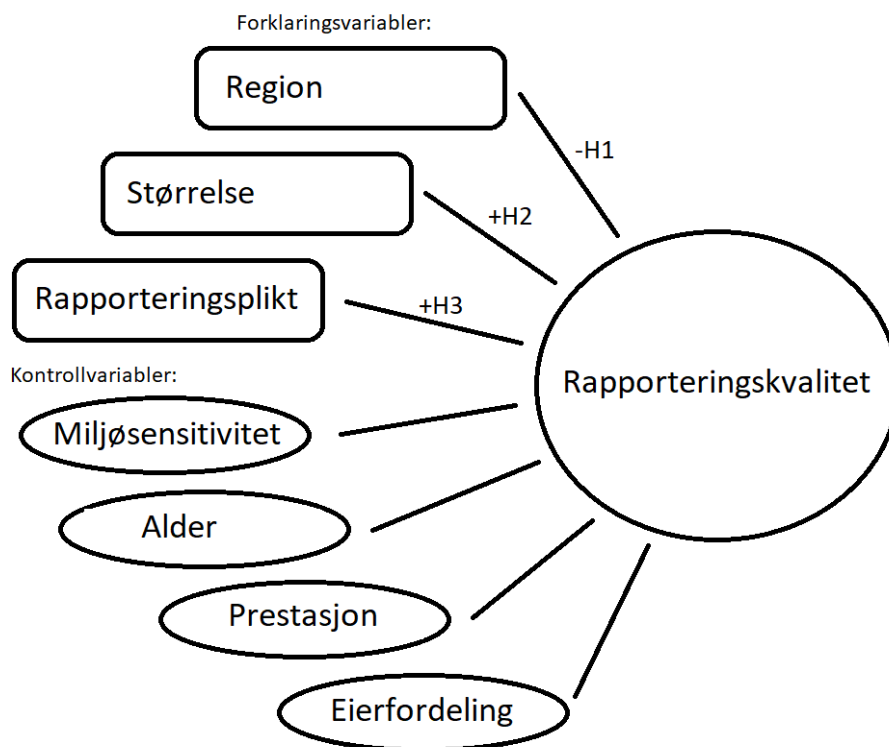 Forklaringsvariabler:
Region
-H1
Størrelse
+H2
Rapporteringsplikt
+H3
Rapporteringskvalitet
Kontrollvariabler:
Miljøsensitivitet
Alder
Prestasjon
Eierfordeling